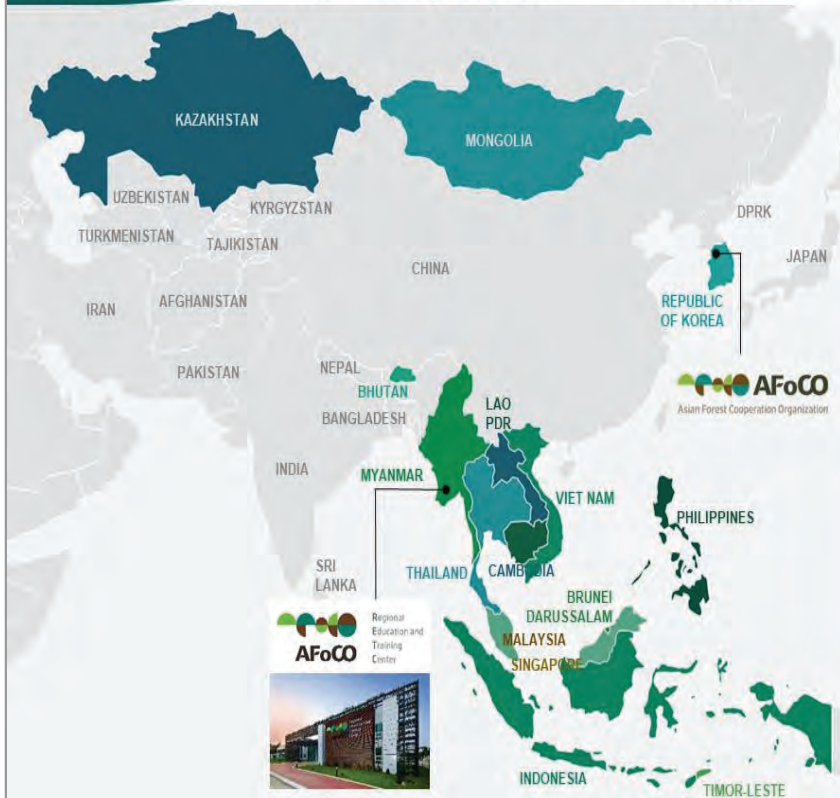 KAZAKHSTAN
MONGOLIA
UZBEKISTAN
KYRGYZSTAN
DPRK
TURKMENISTAN
TAJIKISTAN
JAPAN
CHINA
IRAN
AFGHANISTAN
REPUBLIC
OF KOREA
PAKISTAN
NEPAL
BHUTAN
AFoCO
Asian Forest Cooperation Organization
LAO
PDR
BANGLADESH
INDIA
MYANMAR
VIET NAM
PHILIPPINES
SRI
LANKA
THAILAND
CAMBODIA
BRUNEI
DARUSSALAM
MALAYSIA
SINGAPORE
AFoCO
Regional
Education and
Training
Center
INDONESIA
TIMOR-LESTE